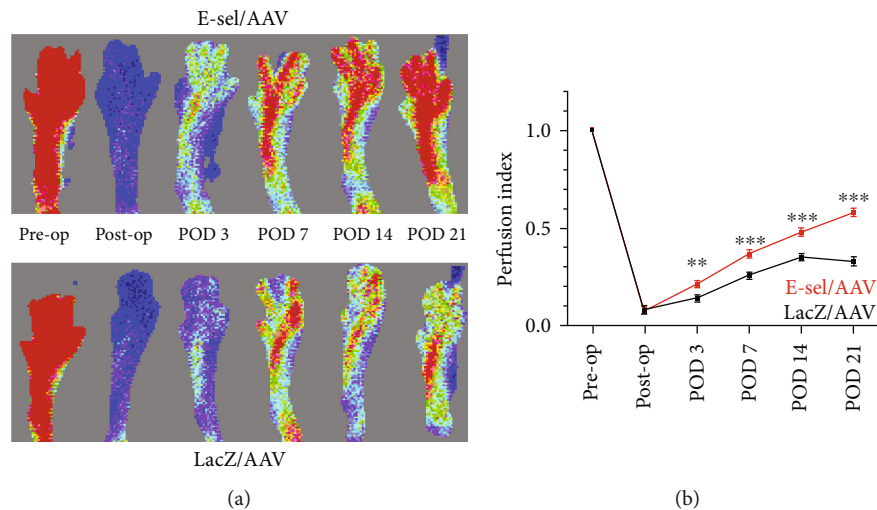 E-sel/AAV
Pre-op Post-op POD 3 POD 7 POD 14 POD 21
LacZ/AAV
(a)
Perfusion index
1.0
0.5
0.0
**
***
***
***
E-sel/AAV
LacZ/AAV
Pre-op
Post-op
POD 3
POD 7
POD 14
POD 21
(b)